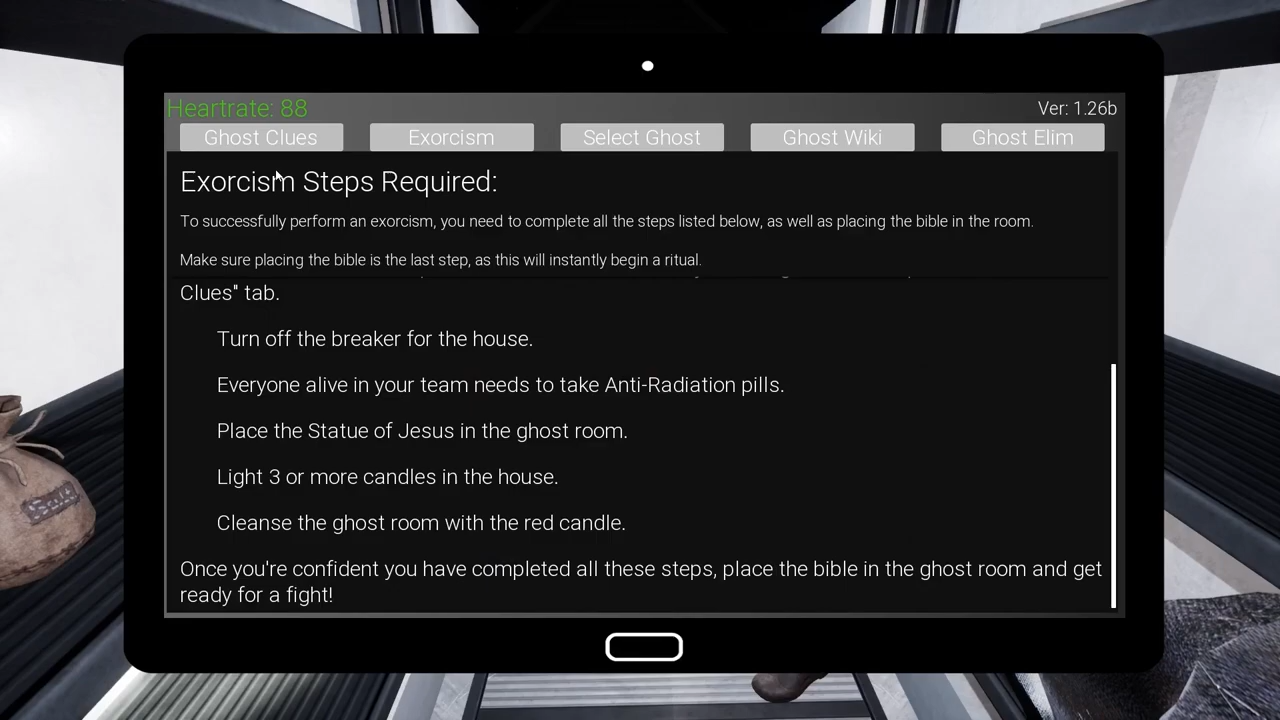 Heartrate: 88
Ver: 1.26b
Ghost Clues
Exorcism
Select Ghost
Ghost Wiki
Ghost Elim
Exorcism Steps Required:
To successfully perform an exorcism, you need to complete all the steps listed below, as well as placing the bible in the room.
Make sure placing the bible is the last step, as this will instantly begin a ritual.
Clues" tab.
Turn off the breaker for the house.
Everyone alive in your team needs to take Anti-Radiation pills.
Place the Statue of Jesus in the ghost room.
Light 3 or more candles in the house.
Cleanse the ghost room with the red candle.
Once you're confident you have completed all these steps, place the bible in the ghost room and get
ready for a fight!
Salt